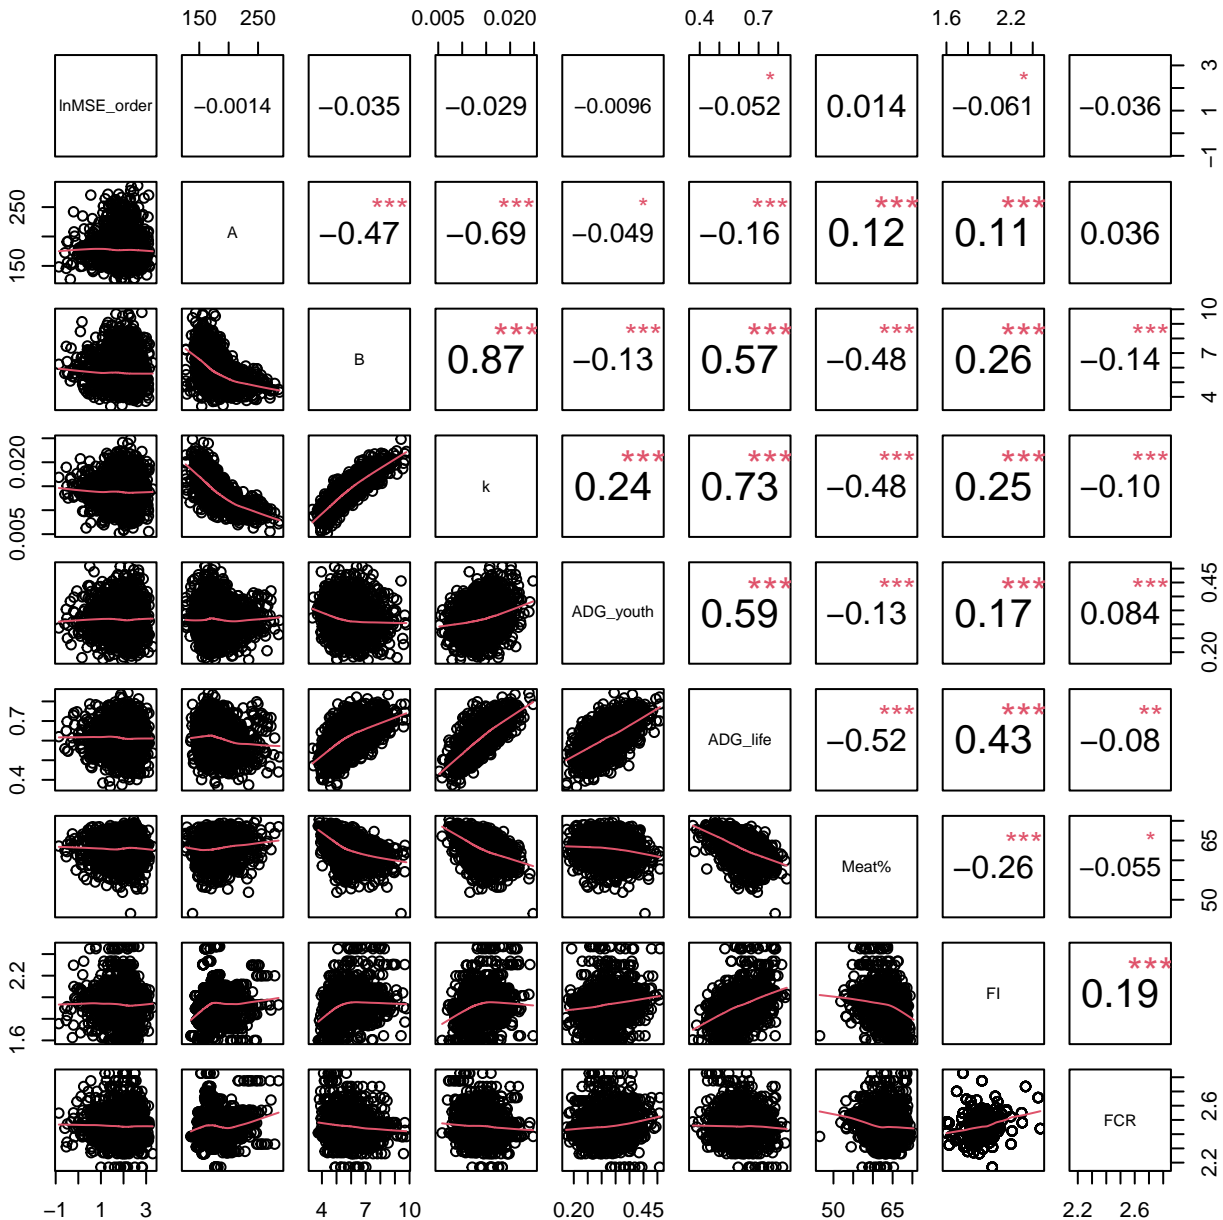 150 250 0.005 0.020 0.4 0.7 1.6 2.2
lnMSE_order −0.0014 −0.035 −0.029 −0.0096 * −0.052 0.014 * −0.061 −0.036 −1 1 3
150 250 A *** −0.47 *** −0.69 * −0.049 *** −0.16 *** 0.12 *** 0.11 0.036
B *** 0.87 *** −0.13 *** 0.57 *** −0.48 *** 0.26 *** −0.14 4 7 10
0.005 0.020 k *** 0.24 *** 0.73 *** −0.48 *** 0.25 *** −0.10
ADG_youth *** 0.59 *** −0.13 *** 0.17 *** 0.084 0.20 0.45
0.4 0.7 ADG_life *** −0.52 *** 0.43 ** −0.08
Meat% *** −0.26 * −0.055 50 65
1.6 2.2 FI *** 0.19
FCR 2.2 2.6
−1 1 3 4 7 10 0.20 0.45 50 65 2.2 2.6